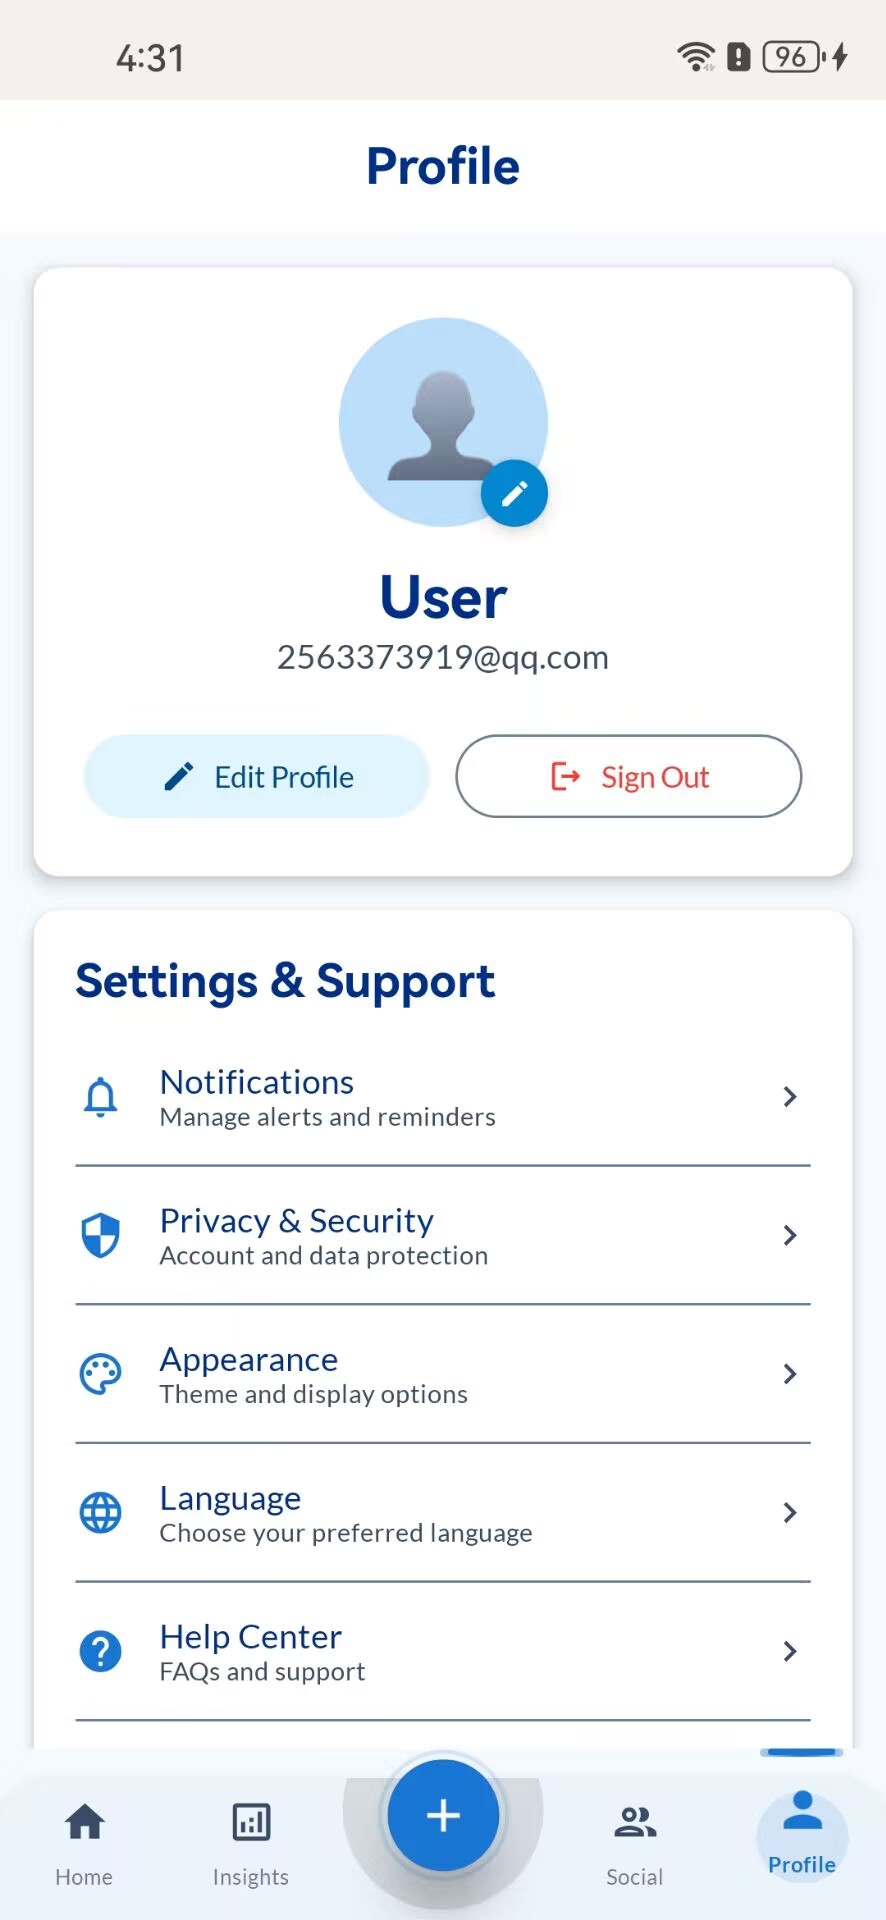 4:31
96
Profile
User
2563373919@qq.com
Edit Profile
Sign Out
Settings & Support
Notifications
Manage alerts and reminders
Privacy & Security
Account and data protection
Appearance
Theme and display options
Language
Choose your preferred language
Help Center
FAQs and support
Home
Insights
Social
Profile